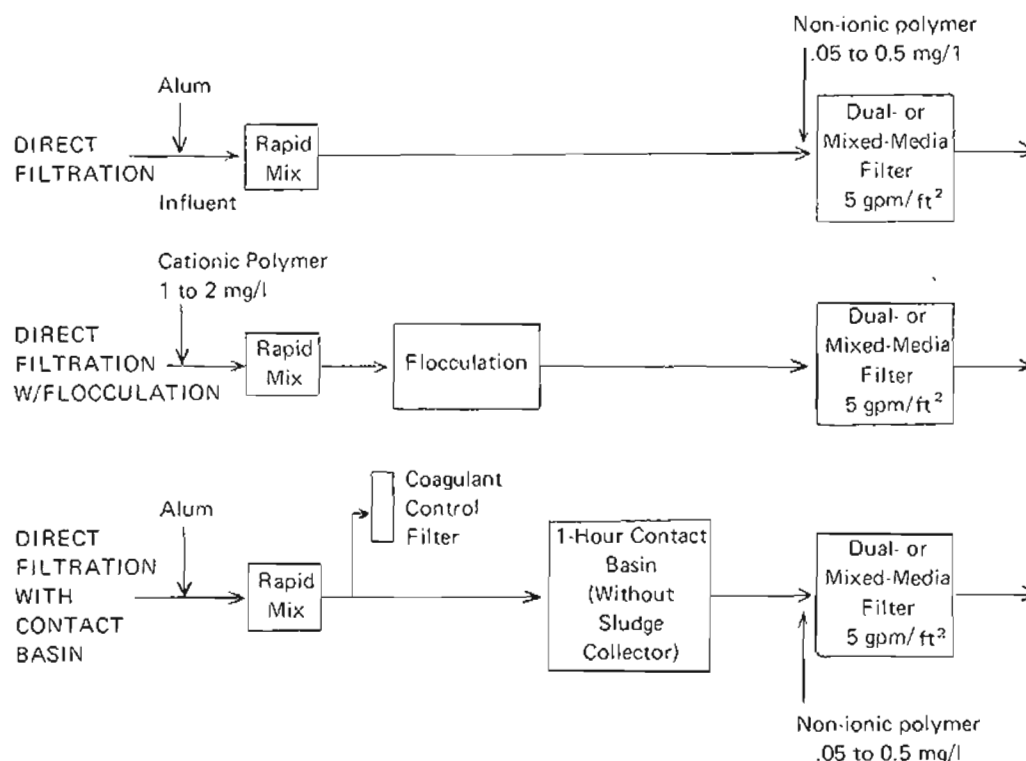 Non-ionic polymer
.05 to 0.5 mg/l
Alum
DIRECT
FILTRATION
Influent
Rapid
Mix
Dual- or
Mixed-Media
Filter
5 gpm/ft²
Cationic Polymer
1 to 2 mg/l
DIRECT
FILTRATION
W/FLOCCULATION
Rapid
Mix
Flocculation
Dual- or
Mixed-Media
Filter
5 gpm/ft²
Alum
DIRECT
FILTRATION
WITH
CONTACT
BASIN
Rapid
Mix
Coagulant
Control
Filter
1-Hour Contact
Basin
(Without
Sludge
Collector)
Dual- or
Mixed-Media
Filter
5 gpm/ft²
Non-ionic polymer
.05 to 0.5 mg/l